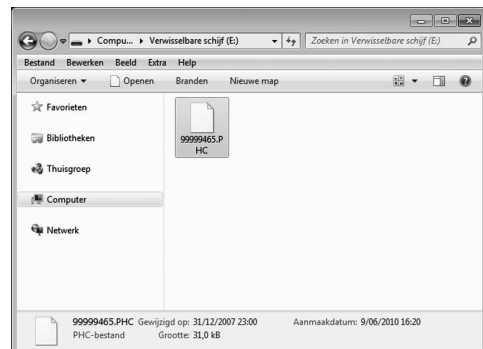 Compu... Verwisselbare schijf (E:) Zoeken in Verwisselbare schijf (E:)
Bestand Bewerken Beeld Extra Help
Organiseren Openen Branden Nieuwe map
Favorieten
Bibliotheken
Thuisgroep
Computer
Netwerk
99999465.P
HC
99999465.PHC Gewijzigd op: 31/12/2007 23:00 Aanmaakdatum: 9/06/2010 16:20
PHC-bestand Grootte: 31,0 kB